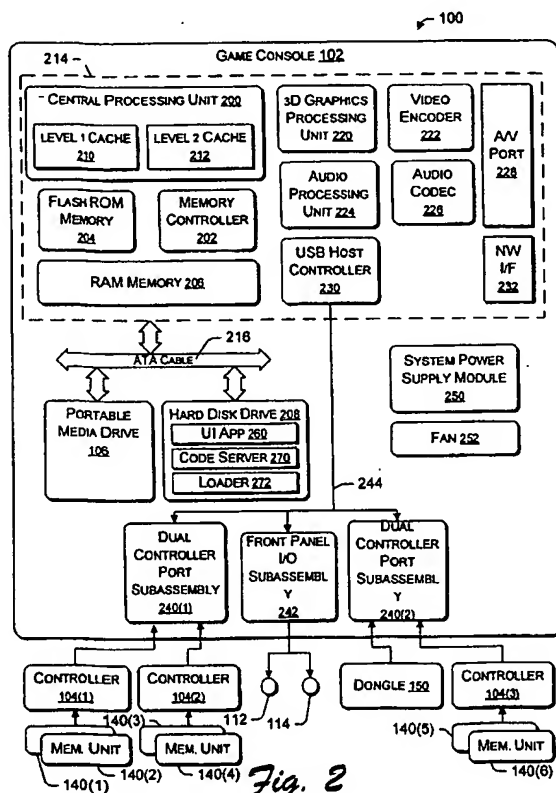 100
214
GAME CONSOLE 102
CENTRAL PROCESSING UNIT 200
LEVEL 1 CACHE
210
LEVEL 2 CACHE
212
3D GRAPHICS
PROCESSING
UNIT 220
VIDEO
ENCODER
222
A/V
PORT
228
FLASH ROM
MEMORY
204
MEMORY
CONTROLLER
202
AUDIO
PROCESSING
UNIT 224
AUDIO
CODEC
226
RAM MEMORY 206
USB HOST
CONTROLLER
230
NW
I/F
232
216
ATA CABLE
PORTABLE
MEDIA DRIVE
106
HARD DISK DRIVE 208
UI APP 260
CODE SERVER 270
LOADER 272
SYSTEM POWER
SUPPLY MODULE
250
FAN 252
244
DUAL
CONTROLLER
PORT
SUBASSEMBLY
240(1)
FRONT PANEL
I/O
SUBASSEMBL
Y
242
DUAL
CONTROLLER
PORT
SUBASSEMBL
Y
240(2)
CONTROLLER
104(1)
CONTROLLER
104(2)
112
114
DONGLE 150
CONTROLLER
104(3)
140(3)
140(5)
MEM. UNIT
MEM. UNIT
MEM. UNIT
140(1)
140(2)
140(4)
140(6)
Fig. 2